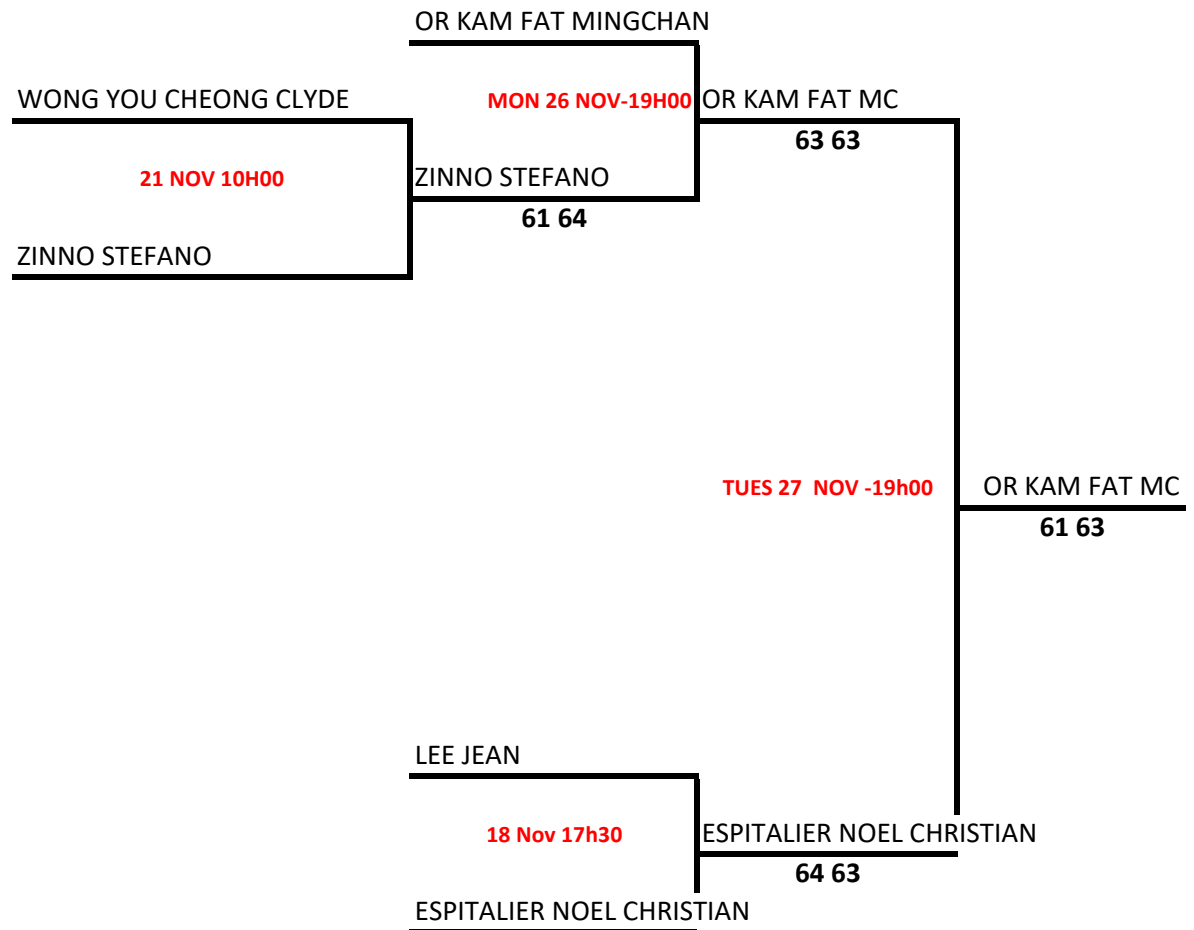 OR KAM FAT MINGCHAN
WONG YOU CHEONG CLYDE
MON 26 NOV-19H00
OR KAM FAT MC
63 63
21 NOV 10H00
ZINNO STEFANO
61 64
ZINNO STEFANO
TUES 27  NOV -19h00
OR KAM FAT MC
61 63
LEE JEAN
18 Nov 17h30
ESPITALIER NOEL CHRISTIAN
64 63
ESPITALIER NOEL CHRISTIAN